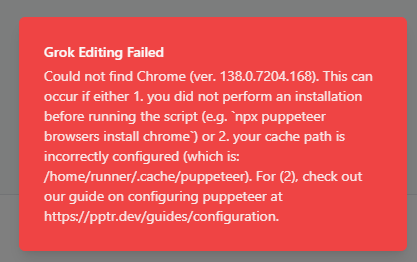 Grok Editing Failed
Could not find Chrome (ver. 138.0.7204.168). This can
occur if either 1. you did not perform an installation
before running the script (e.g. `npx puppeteer
browsers install chrome`) or 2. your cache path is
incorrectly configured (which is:
/home/runner/.cache/puppeteer). For (2), check out
our guide on configuring puppeteer at
https://pptr.dev/guides/configuration.